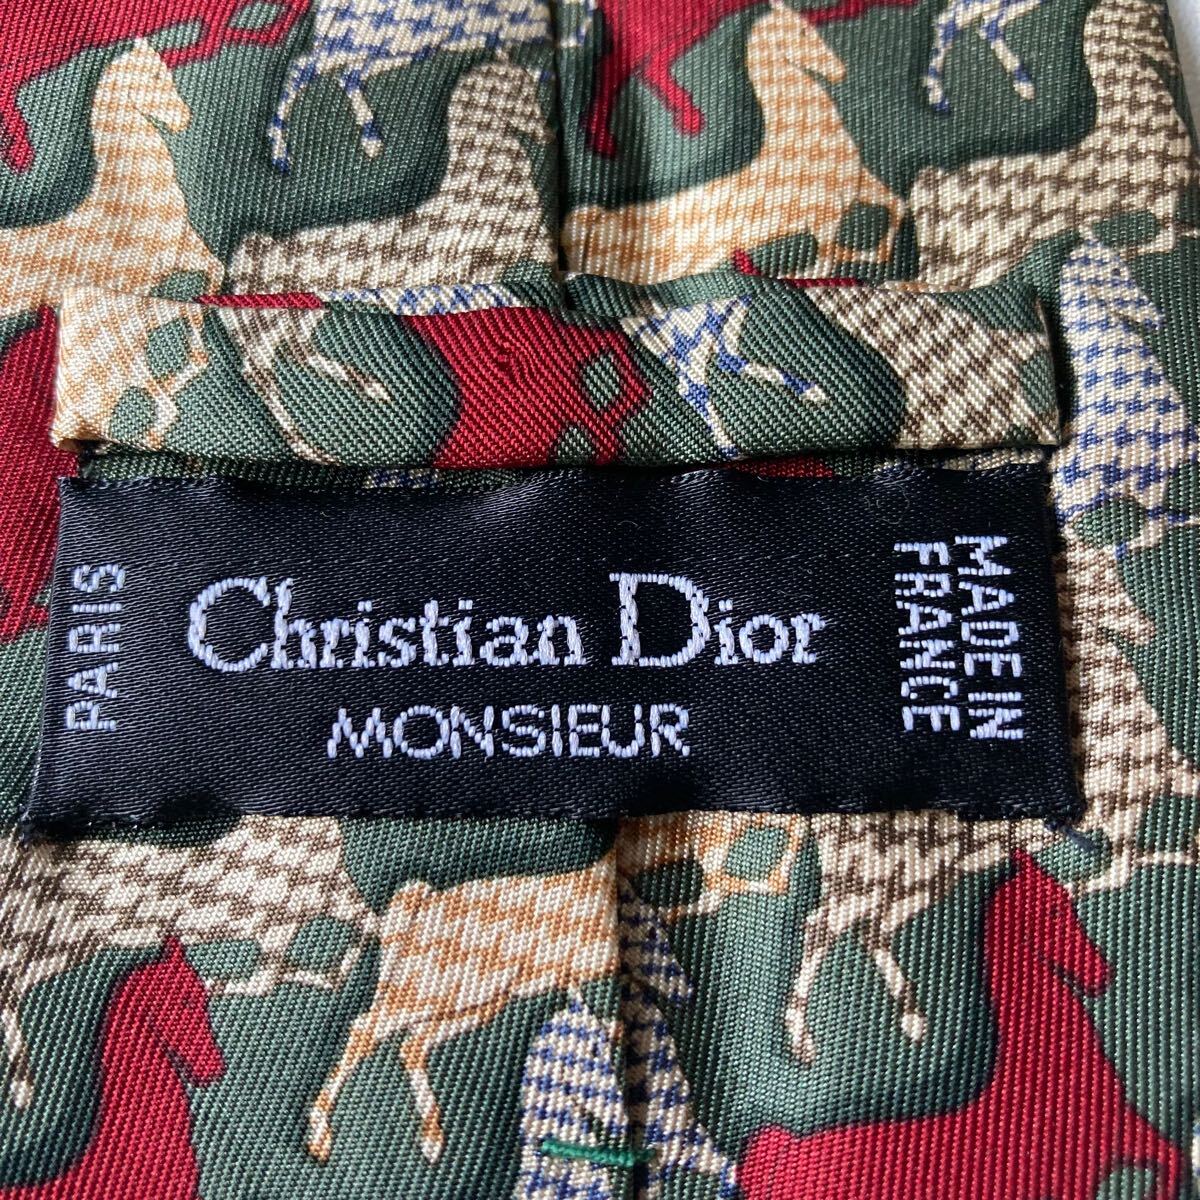 PARIS
Christian Dior
MONSIEUR
MADE IN
FRANCE